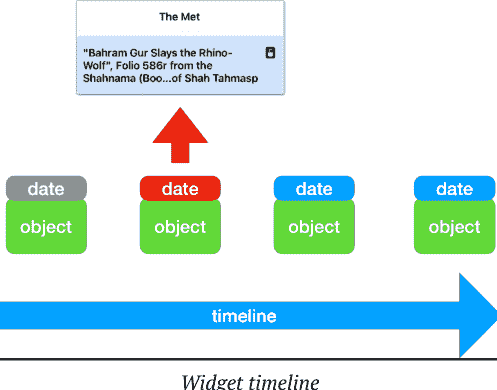 The Met
"Bahram Gur Slays the Rhino-
Wolf", Folio 586r from the
Shahnama (Boo...of Shah Tahmasp
date date date date
object object object object
timeline
Widget timeline